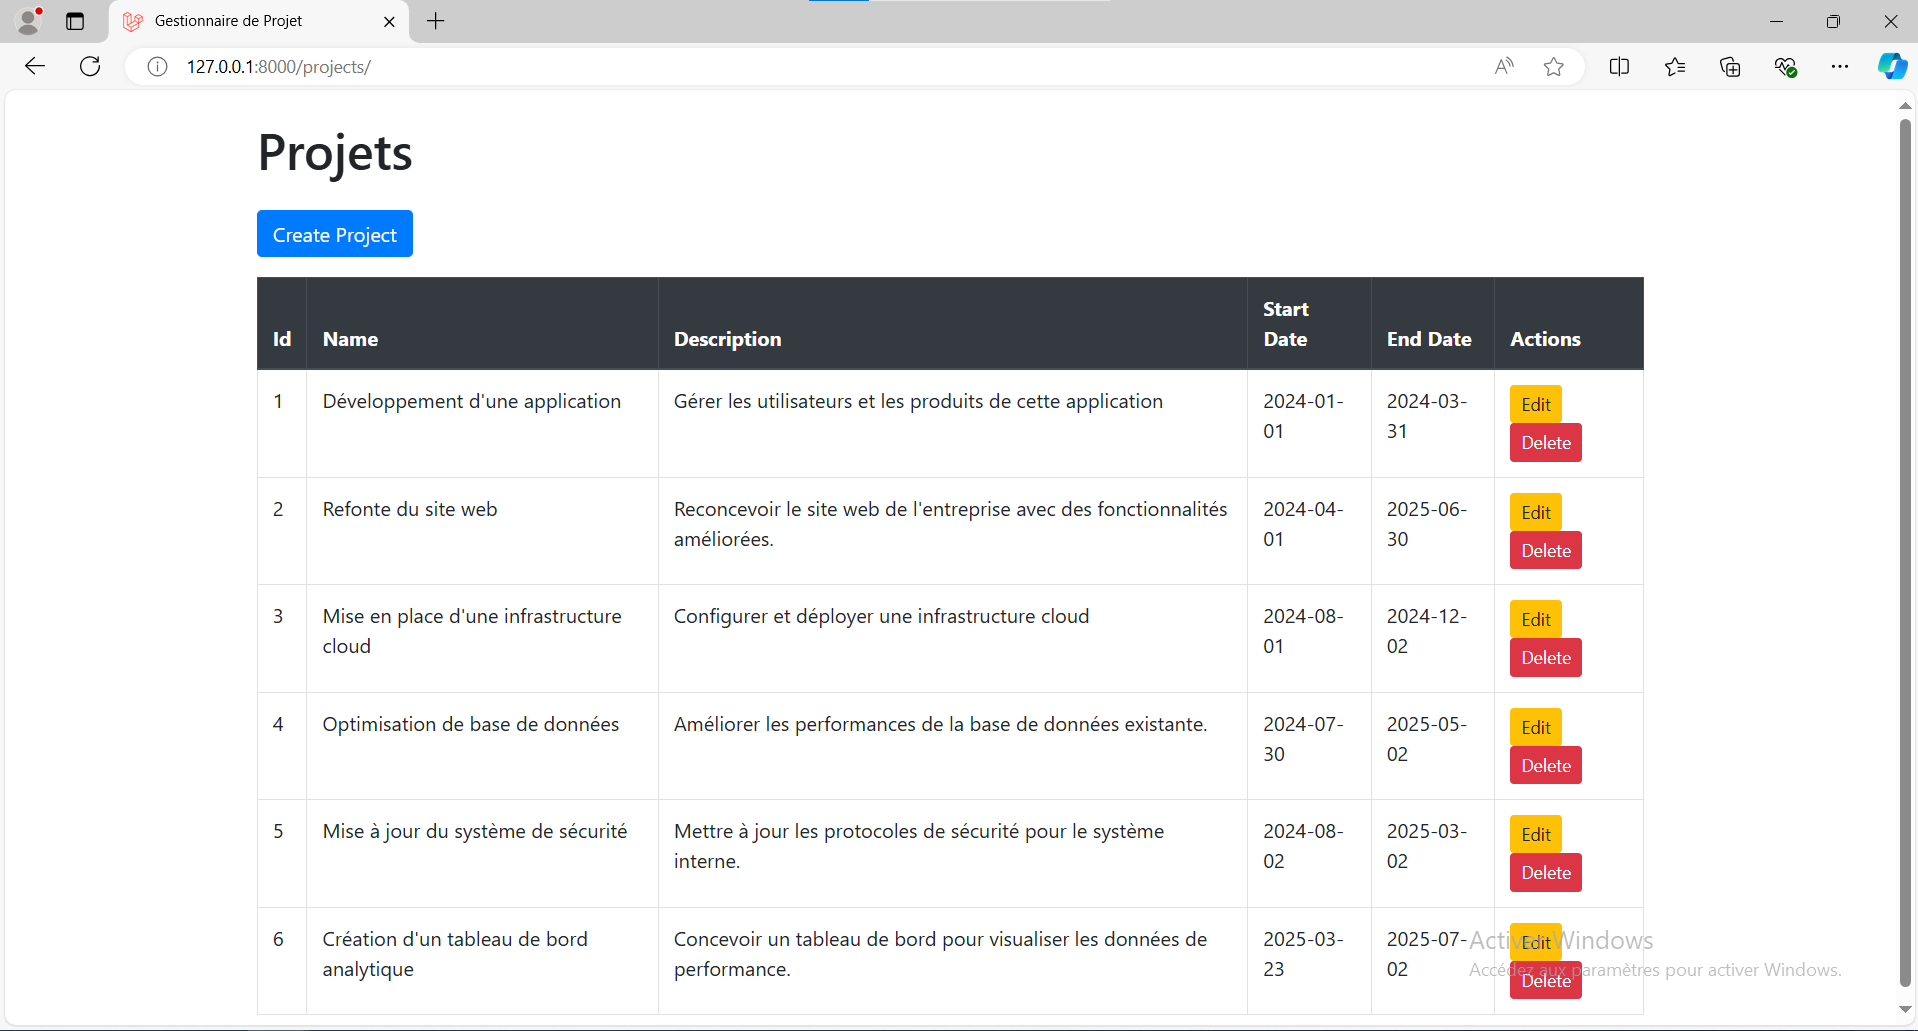 Gestionnaire de Projet
127.0.0.1:8000/projects/
Projets
Create Project
Id Name Description Start Date End Date Actions
1 Développement d'une application Gérer les utilisateurs et les produits de cette application 2024-01-01 2024-03-31 Edit Delete
2 Refonte du site web Reconcevoir le site web de l'entreprise avec des fonctionnalités améliorées. 2024-04-01 2025-06-30 Edit Delete
3 Mise en place d'une infrastructure cloud Configurer et déployer une infrastructure cloud 2024-08-01 2024-12-02 Edit Delete
4 Optimisation de base de données Améliorer les performances de la base de données existante. 2024-07-30 2025-05-02 Edit Delete
5 Mise à jour du système de sécurité Mettre à jour les protocoles de sécurité pour le système interne. 2024-08-02 2025-03-02 Edit Delete
6 Création d'un tableau de bord analytique Concevoir un tableau de bord pour visualiser les données de performance. 2025-03-23 2025-07-02 Edit Delete
Activer Windows
Accédez aux paramètres pour activer Windows.